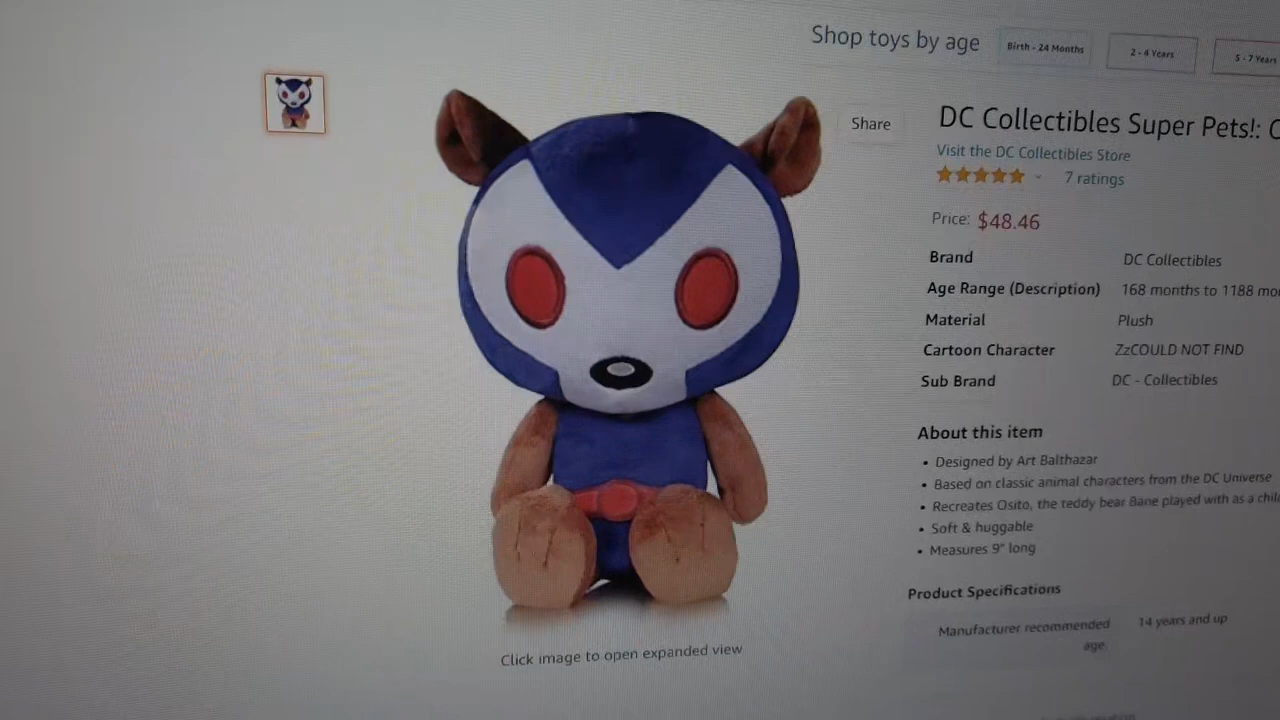 Shop toys by age
Birth - 24 Months
2 - 4 Years
5 - 7 Years
Share
DC Collectibles Super Pets!:
Visit the DC Collectibles Store
7 ratings
Price: $48.46
Brand DC Collectibles
Age Range (Description) 168 months to 1188
Material Plush
Cartoon Character ZzCOULD NOT FIND
Sub Brand DC - Collectibles
About this item
• Designed by Art Balthazar
• Based on classic animal characters from the DC Universe
• Recreates Osito, the teddy bear Bane played with as a
• Soft & huggable
• Measures 9" long
Product Specifications
Manufacturer recommended 14 years and up
age
Click image to open expanded view